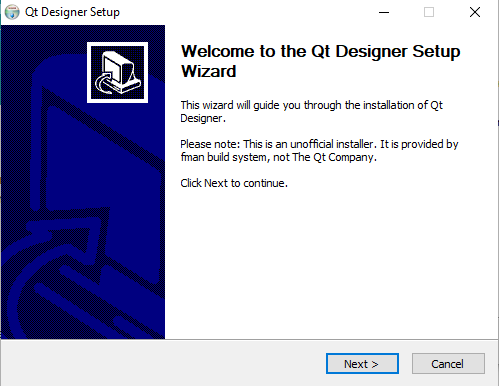 Qt Designer Setup
Welcome to the Qt Designer Setup
Wizard
This wizard will guide you through the installation of Qt
Designer.
Please note: This is an unofficial installer. It is provided by
fman build system, not The Qt Company.
Click Next to continue.
Next >
Cancel